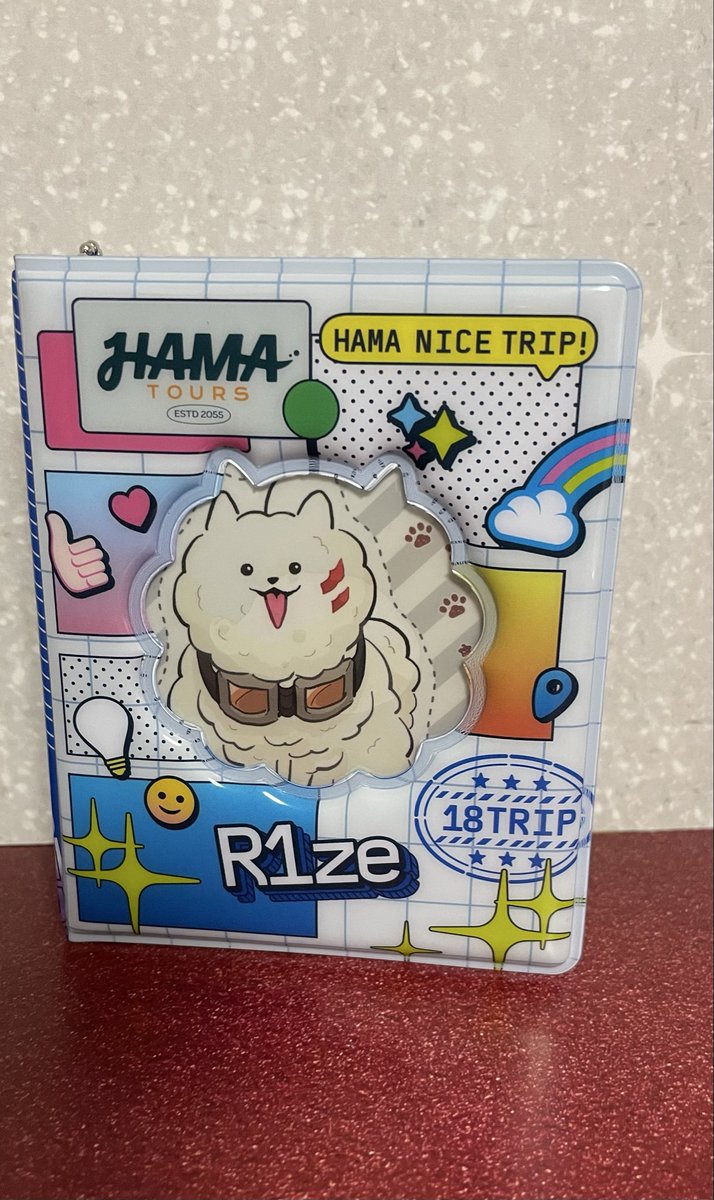 HAMA
TOURS
ESTD 2055
HAMA NICE TRIP!
18TRIP
R1ze